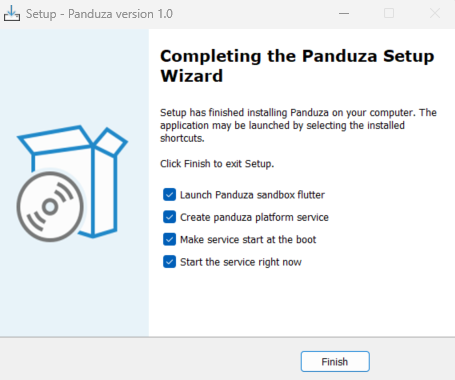 Setup - Panduza version 1.0
Completing the Panduza Setup
Wizard
Setup has finished installing Panduza on your computer. The
application may be launched by selecting the installed
shortcuts.
Click Finish to exit Setup.
Launch Panduza sandbox flutter
Create panduza platform service
Make service start at the boot
Start the service right now
Finish